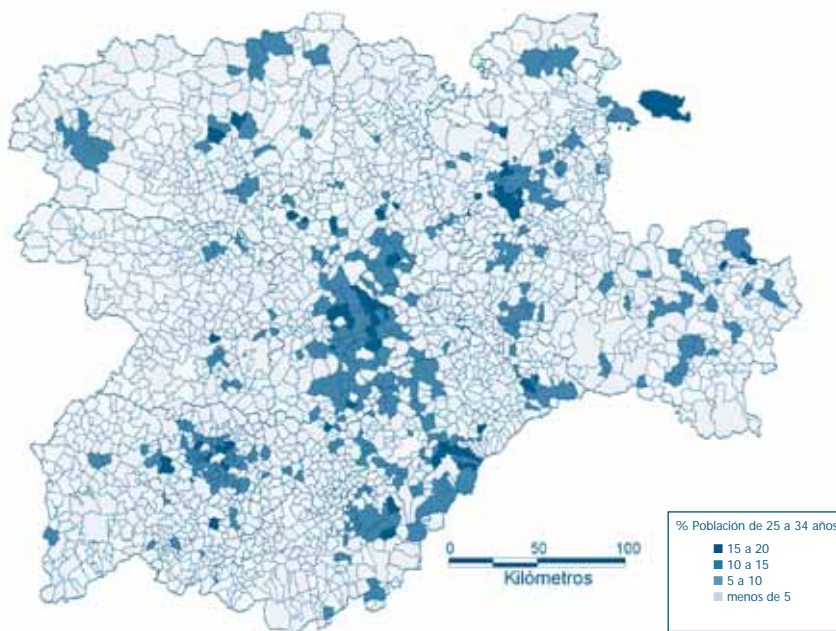 0 50 100
Kilómetros
% Población de 25 a 34 años
15 a 20
10 a 15
5 a 10
menos de 5